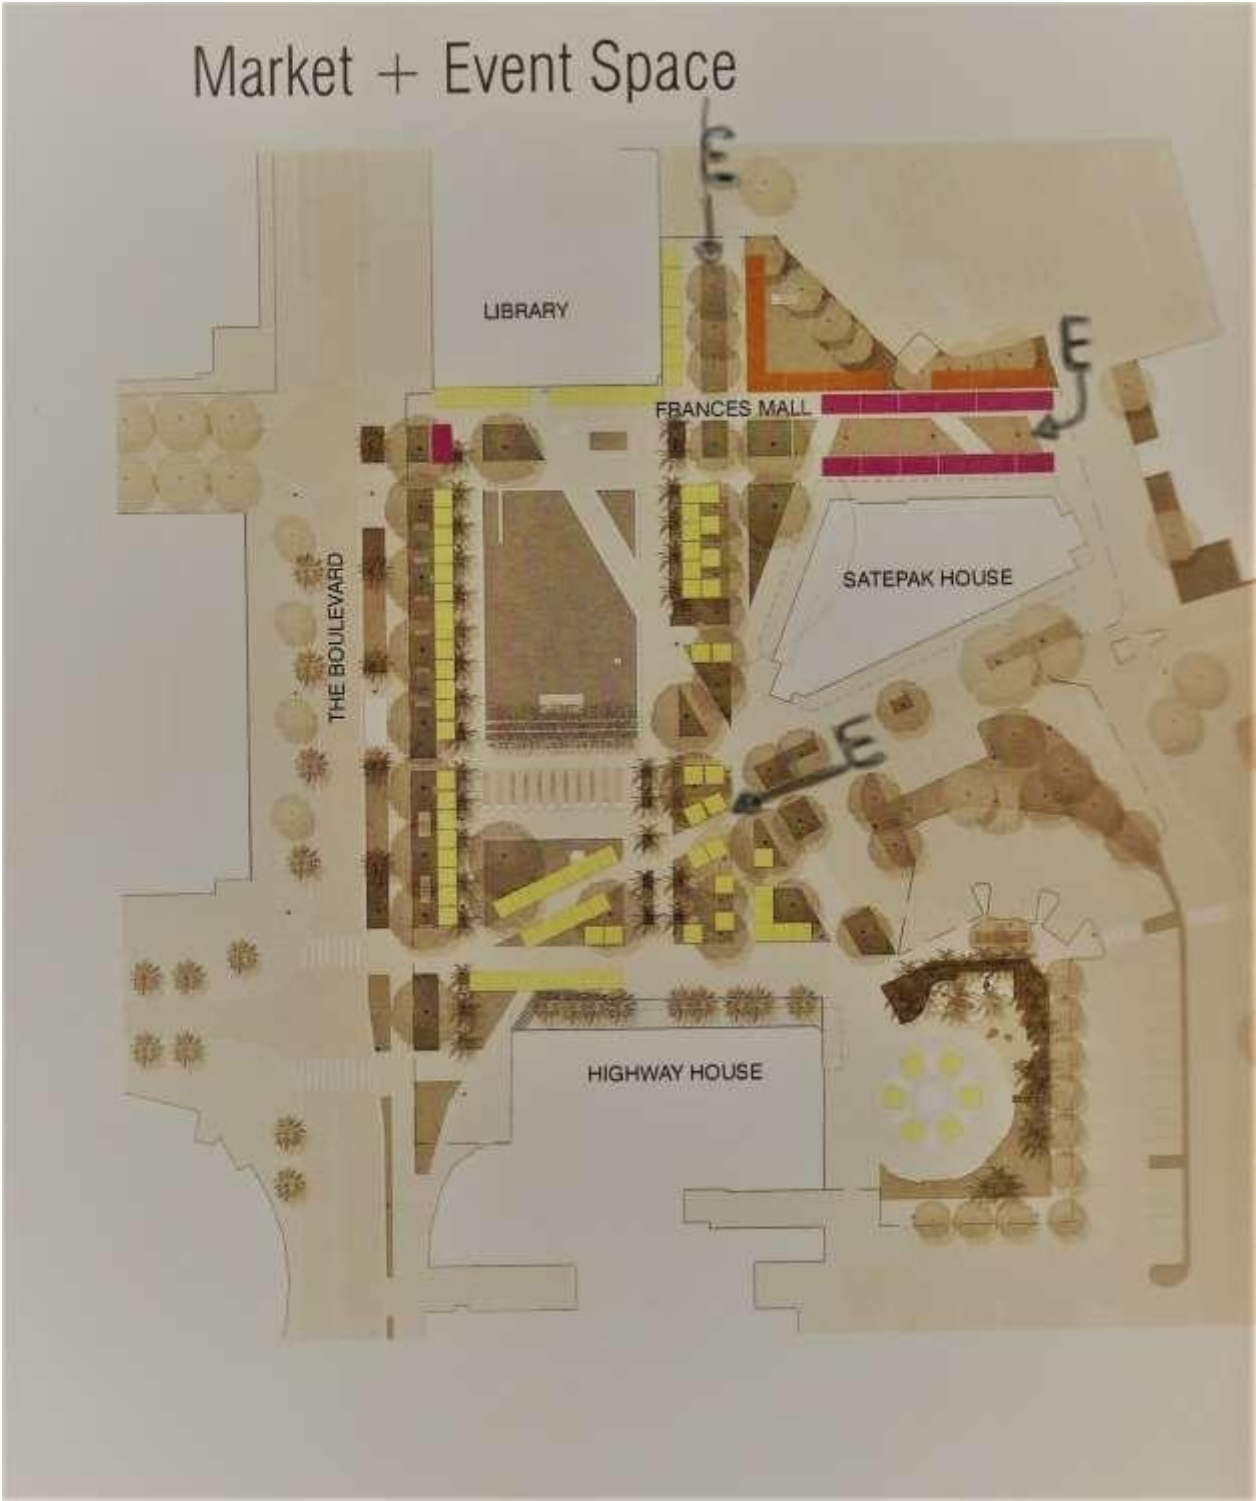 Market + Event Space
E
LIBRARY
E
FRANCES MALL
SATEPAK HOUSE
THE BOULEVARD
E
HIGHWAY HOUSE